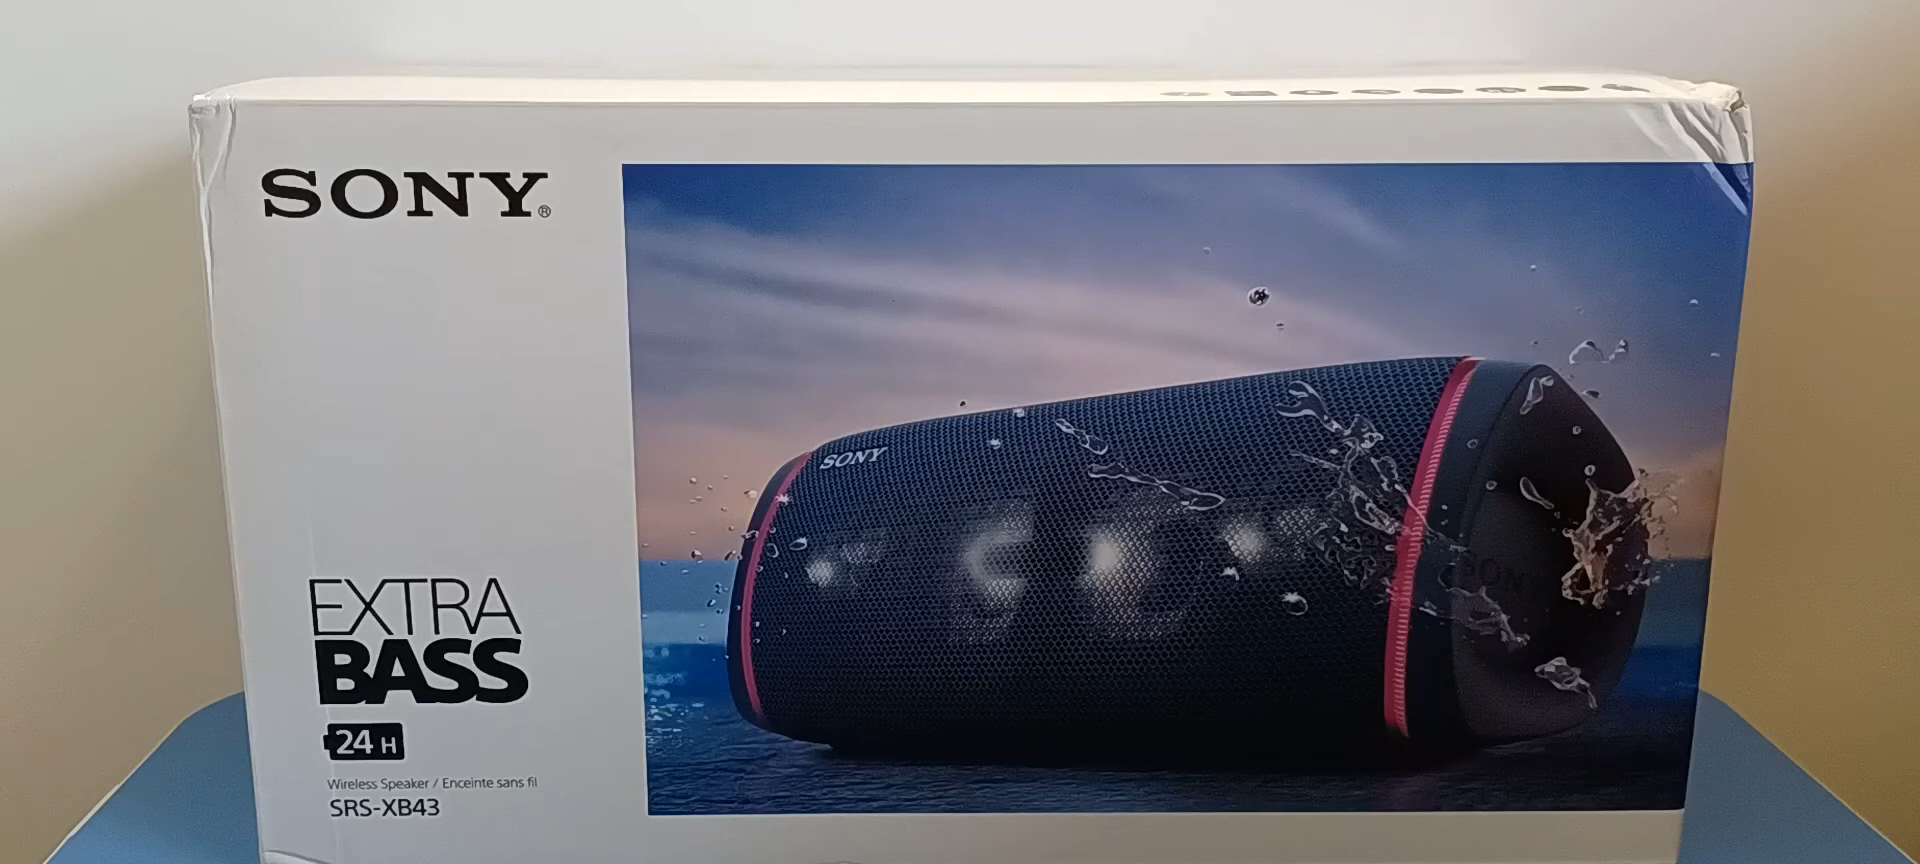 SONY®
EXTRA
BASS
24 H
Wireless Speaker / Enceinte sans fil
SRS-XB43
SONY
SONY